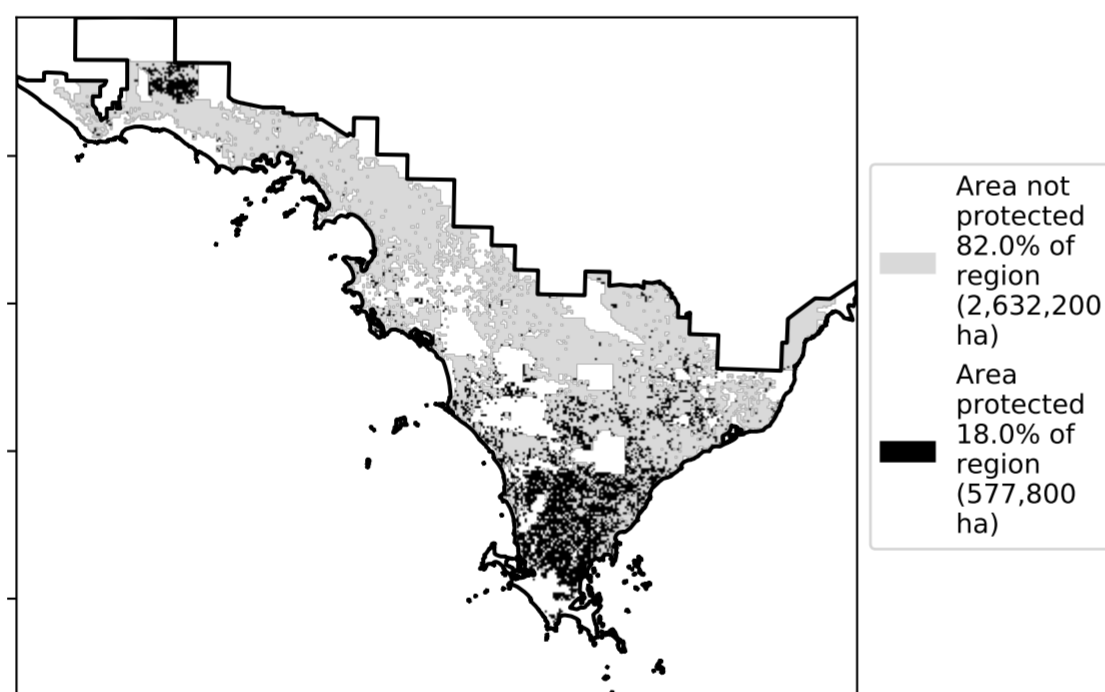 Area not
protected
82.0% of
region
(2,632,200
ha)
Area
protected
18.0% of
region
(577,800
ha)